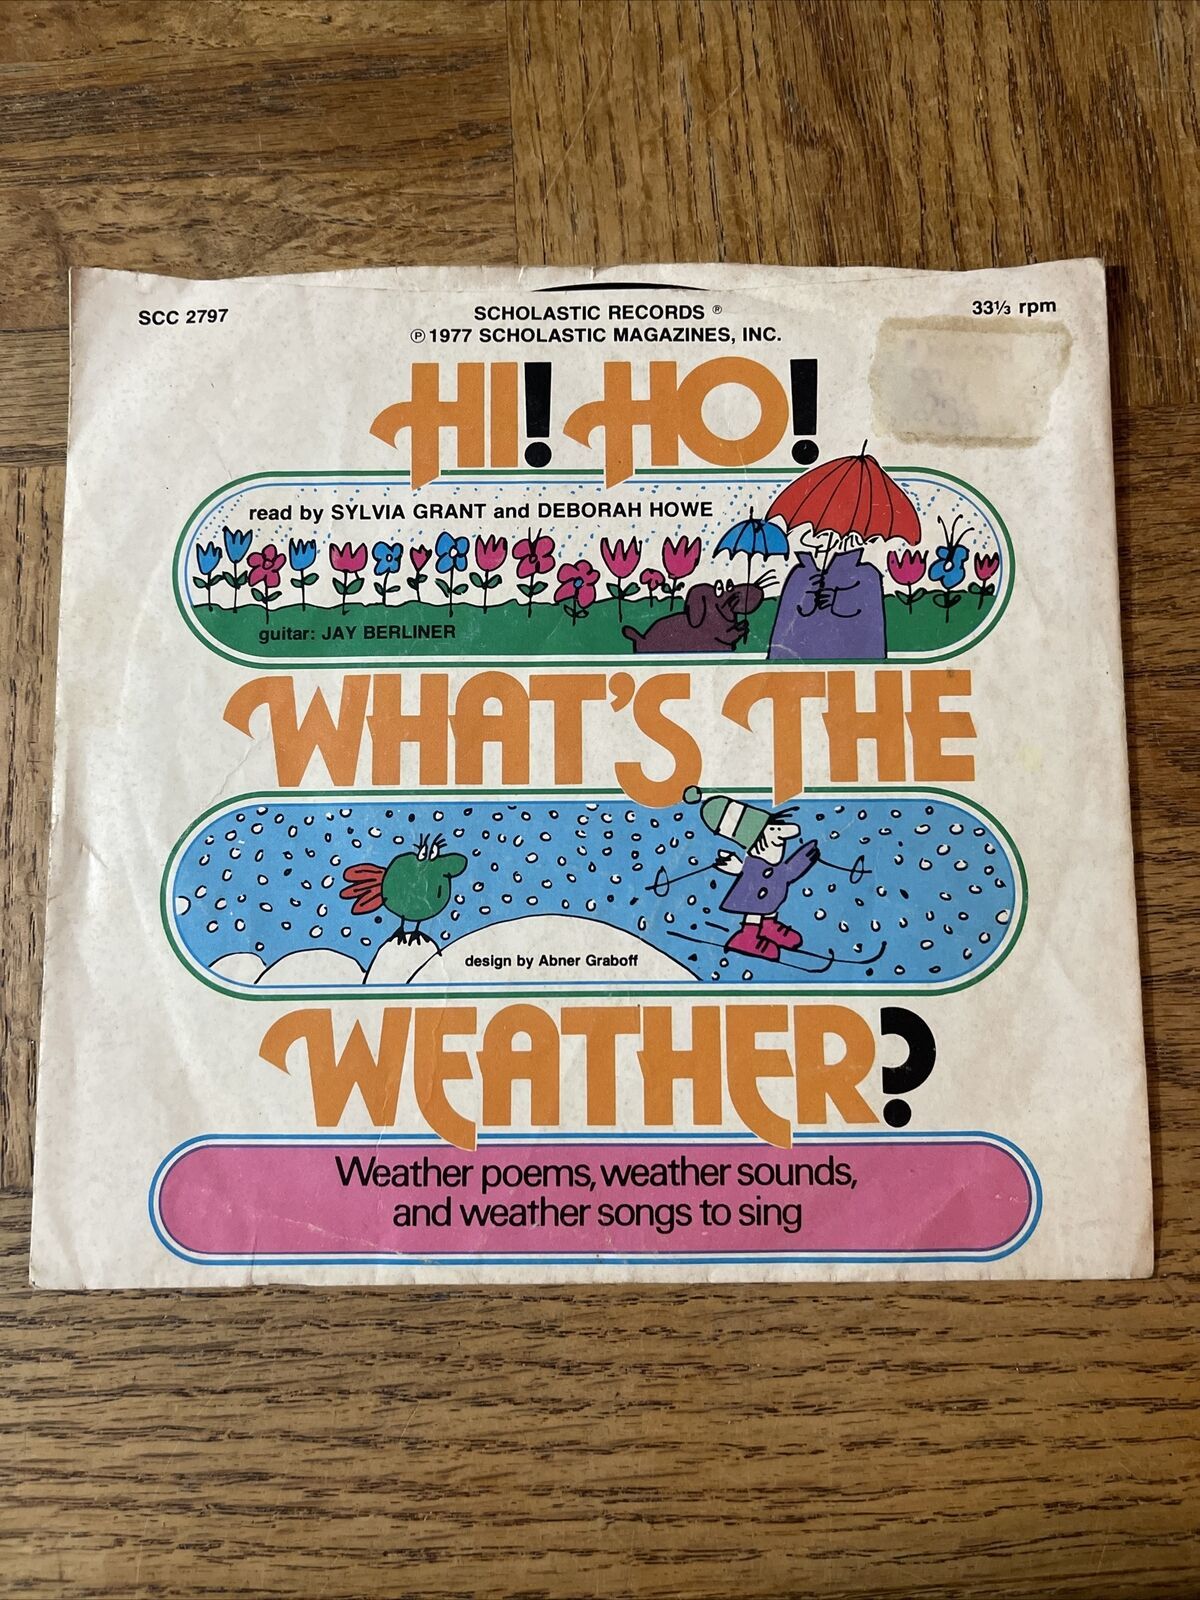 SCC 2797
SCHOLASTIC RECORDS ®
℗ 1977 SCHOLASTIC MAGAZINES, INC.
33⅓ rpm
HI! HO!
read by SYLVIA GRANT and DEBORAH HOWE
guitar: JAY BERLINER
WHAT'S THE
design by Abner Graboff
WEATHER?
Weather poems, weather sounds,
and weather songs to sing